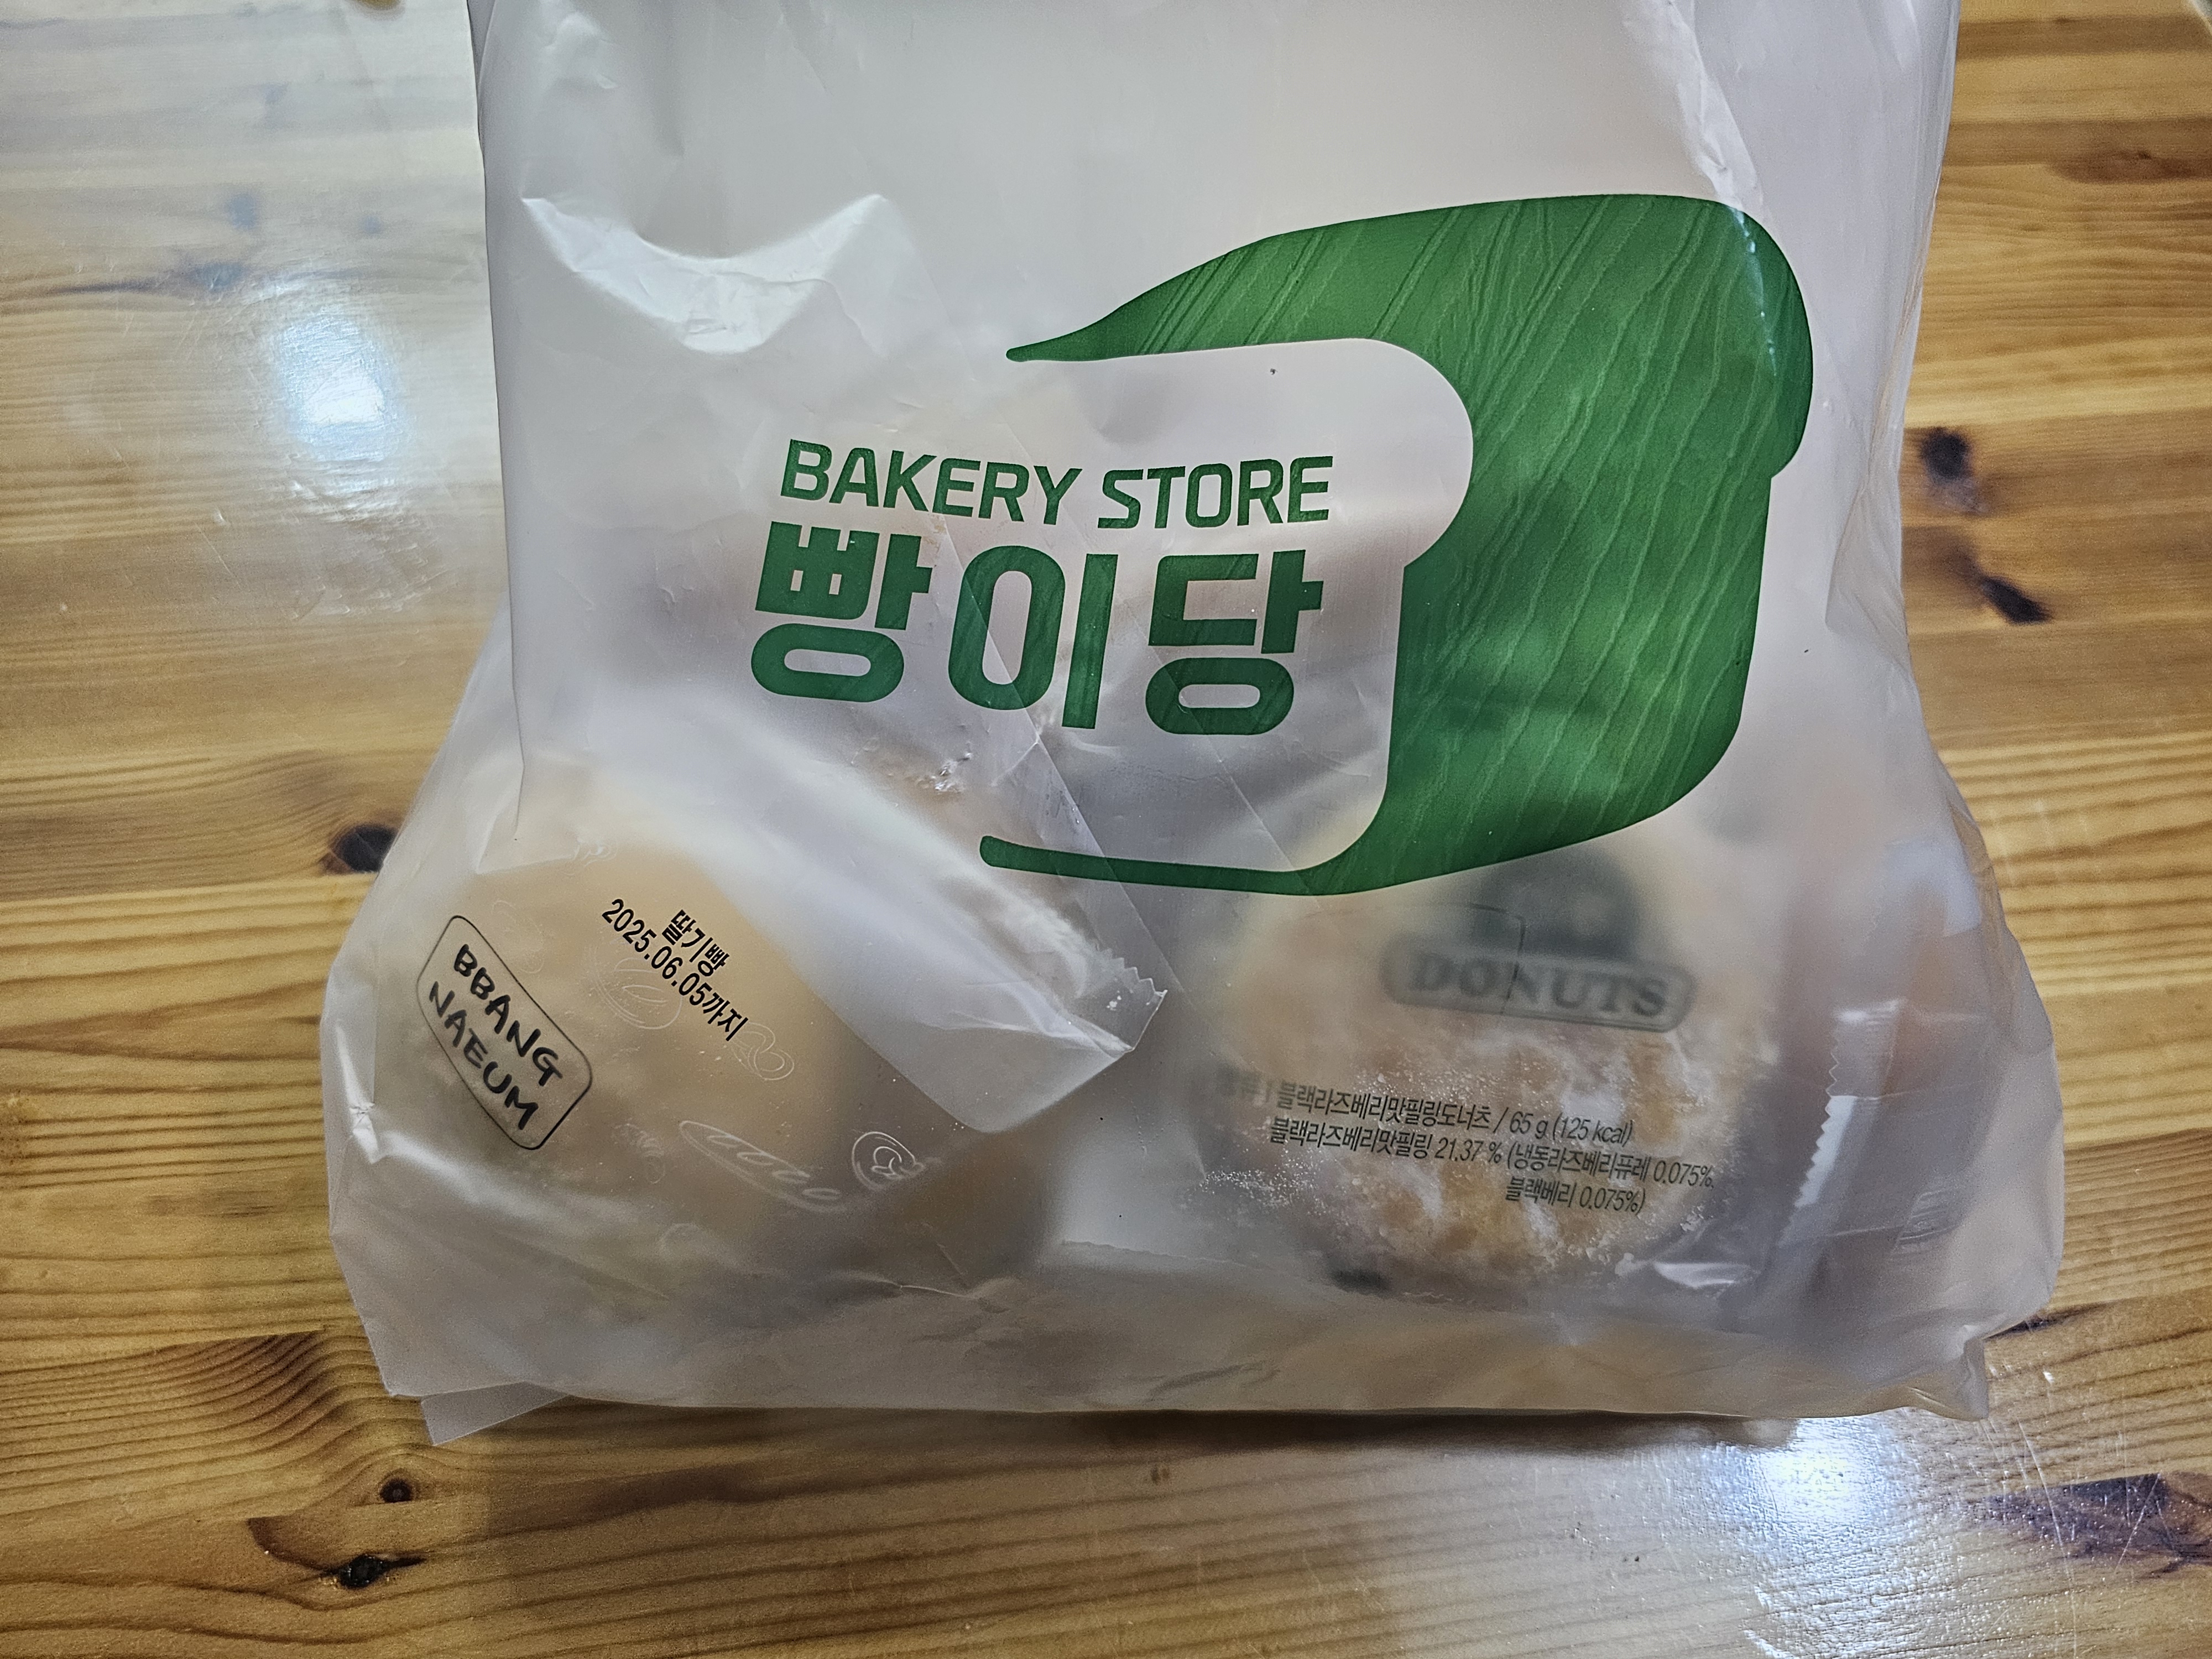 BAKERY STORE
빵이당
딸기빵
2025.06.05까지
BBANG
NAEUM
DONUTS
블랙라즈베리맛필링도너츠 / 65 g (125 kcal)
블랙라즈베리맛필링 21.37 % (냉동라즈베리퓨레 0.075%,
블랙베리 0.075%)